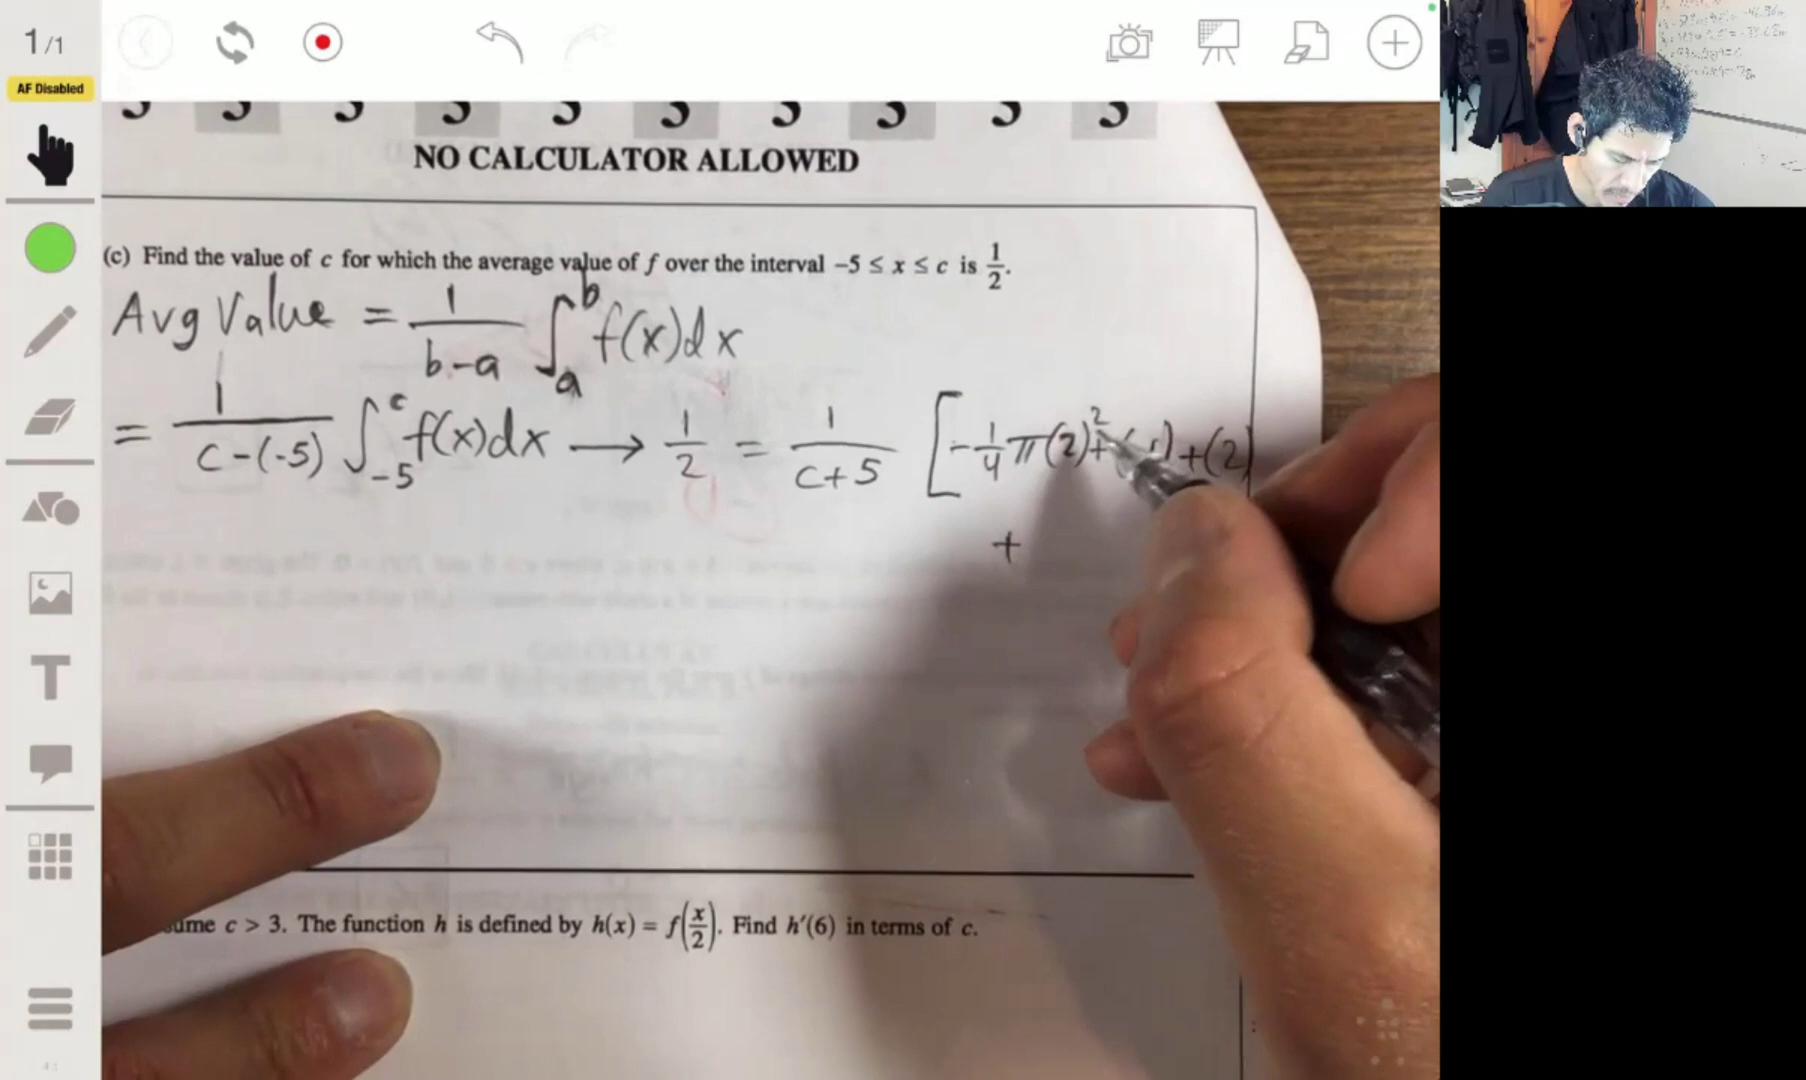 1/1
AF Disabled
NO CALCULATOR ALLOWED
(c) Find the value of c for which the average value of f over the interval −5 ≤ x ≤ c is 1/2.
Avg Value = 1/(b-a) ∫_a^b f(x)dx
= 1/(c-(-5)) ∫_{-5}^c f(x)dx → 1/2 = 1/(c+5) [-1/4 π(2)²+ +(2)
+
c > 3. The function h is defined by h(x) = f(x/2). Find h′(6) in terms of c.
T